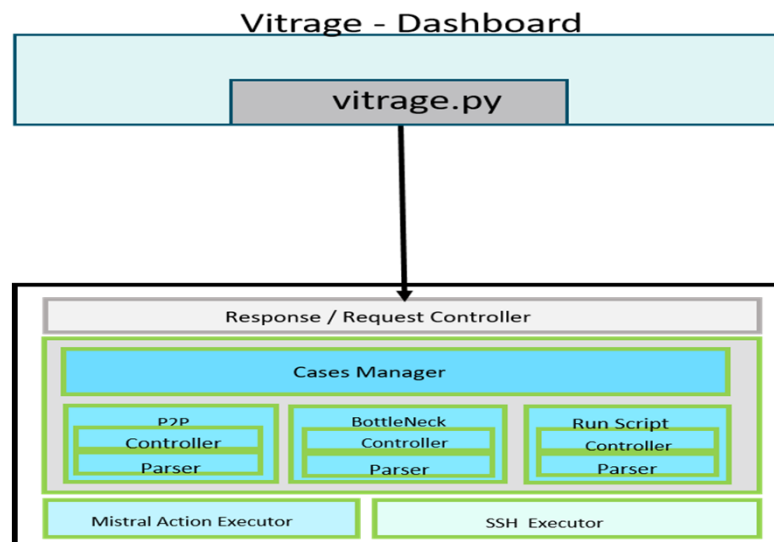 Vitrage - Dashboard
vitrage.py
Response / Request Controller
Cases Manager
P2P
Controller
Parser
BottleNeck
Controller
Parser
Run Script
Controller
Parser
Mistral Action Executor
SSH Executor